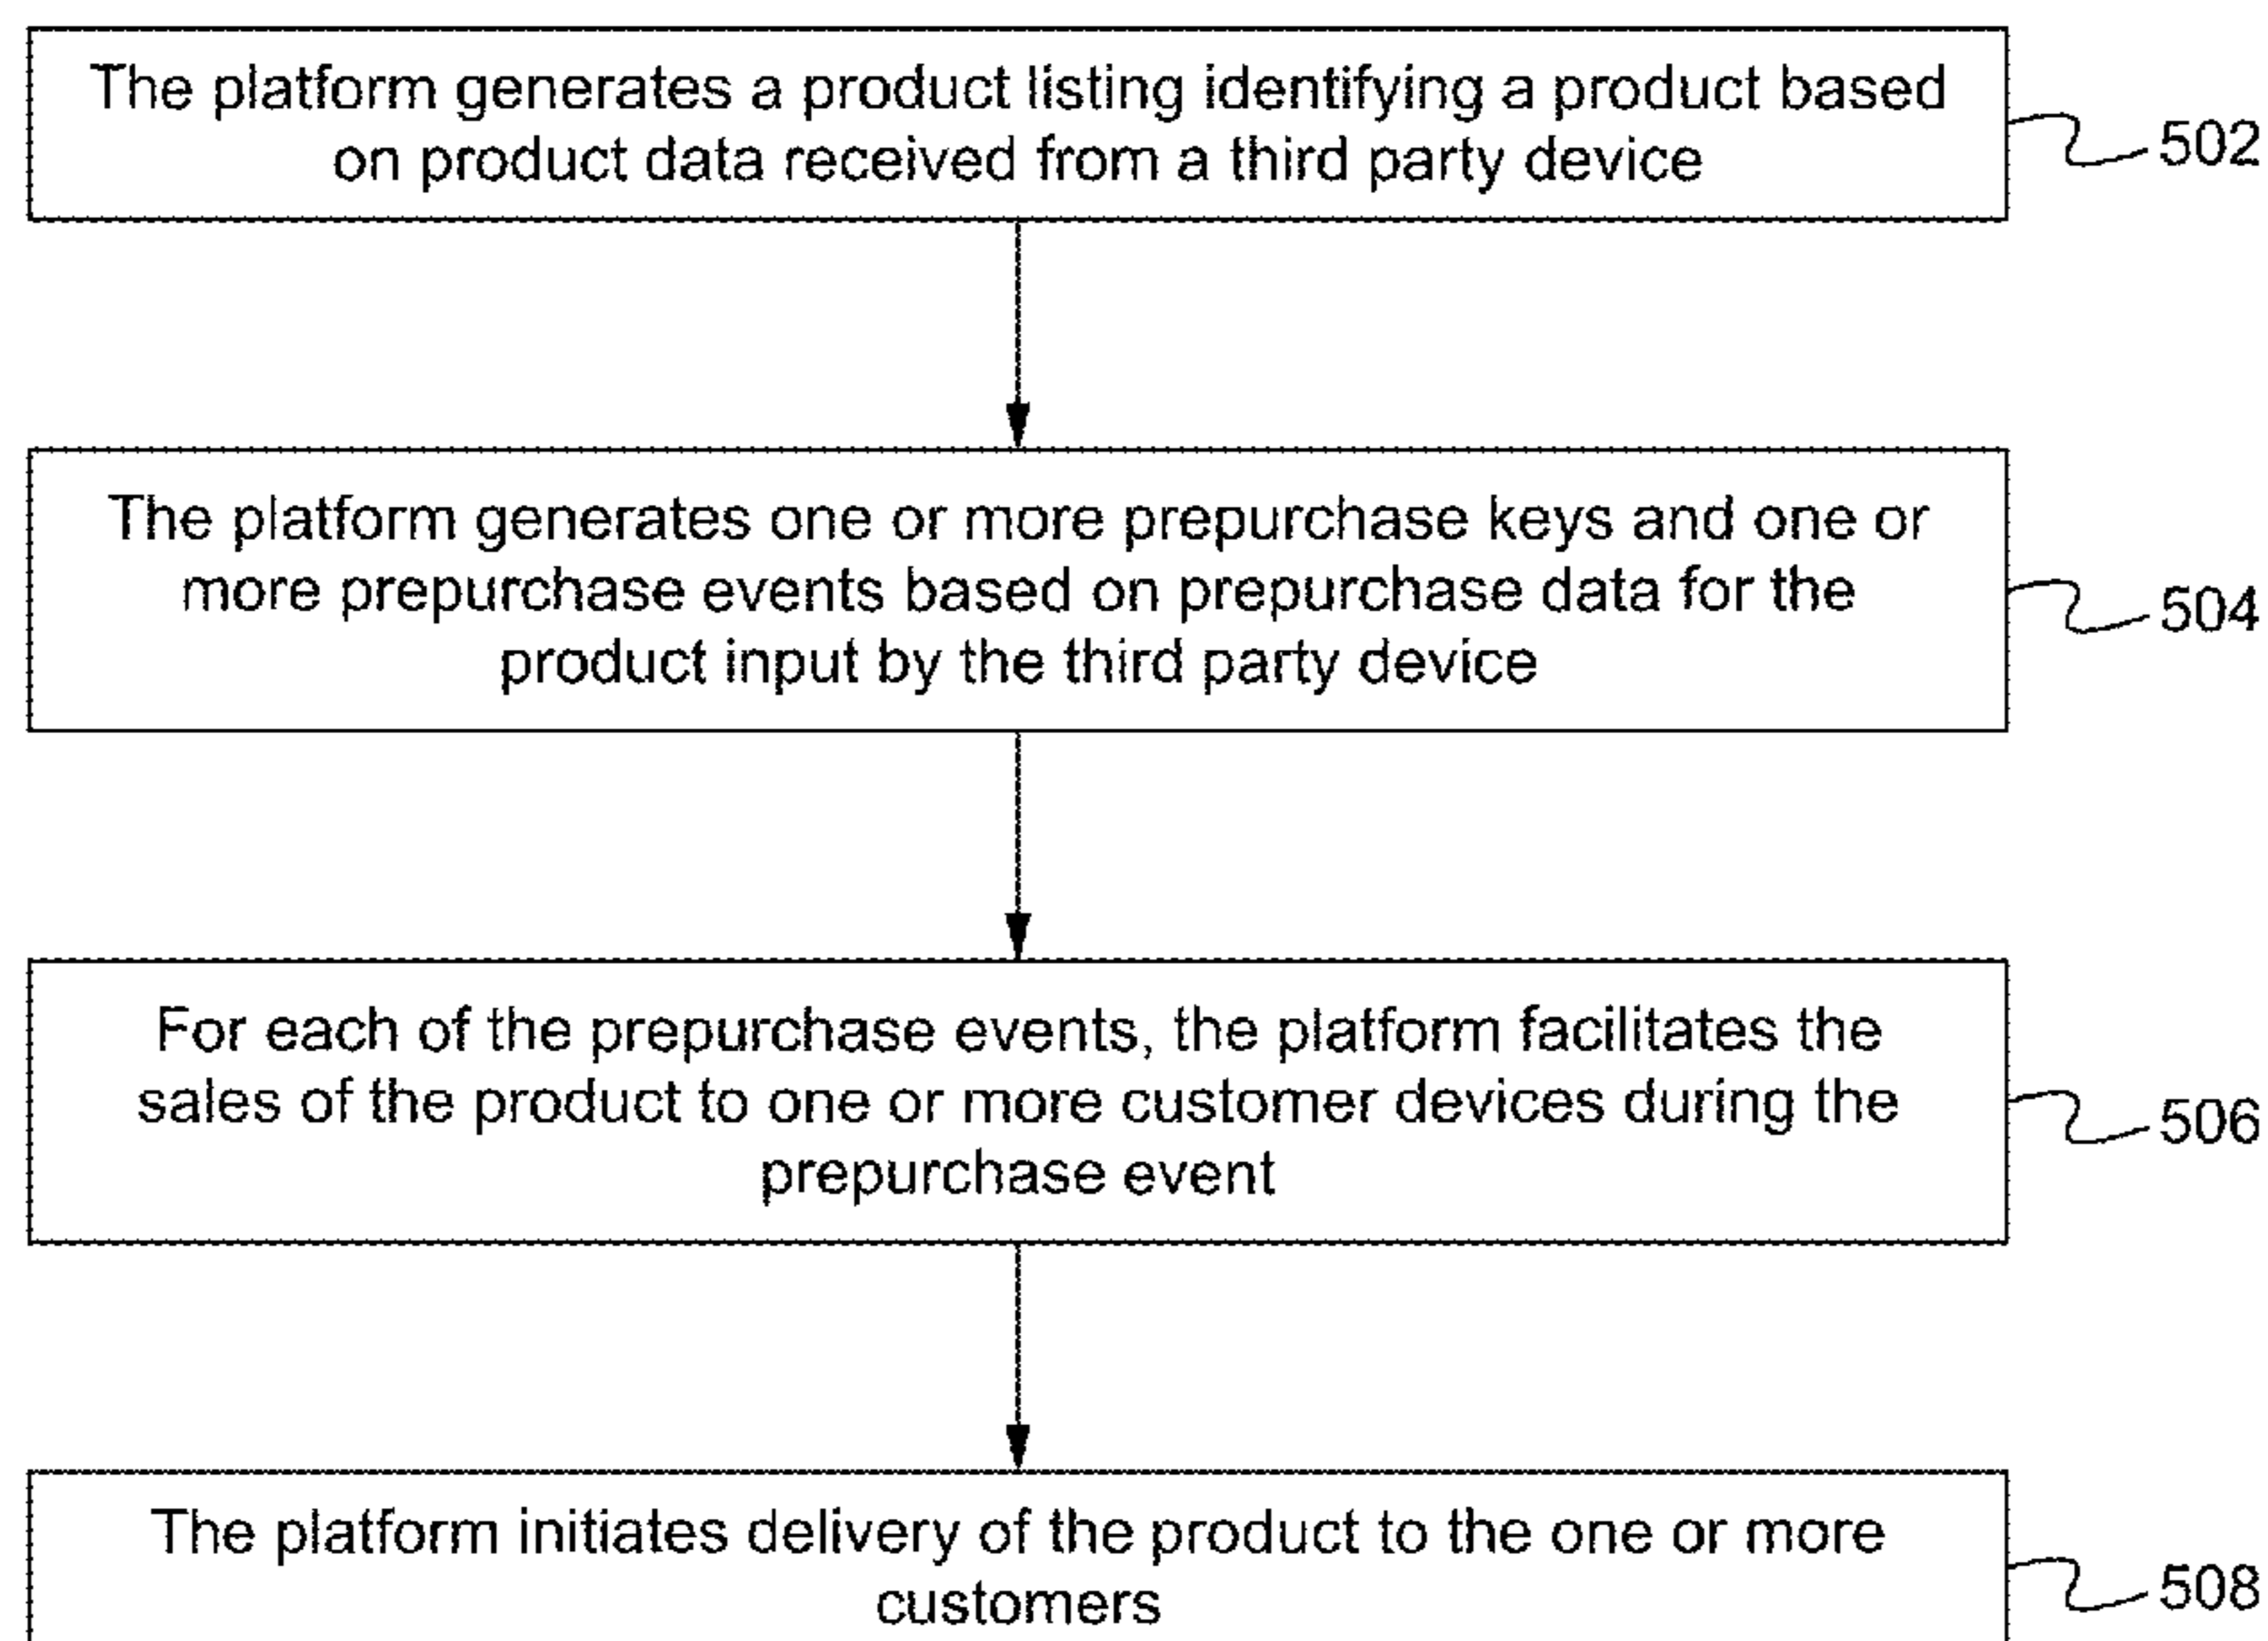 The platform generates a product listing identifying a product based
on product data received from a third party device
502
The platform generates one or more prepurchase keys and one or
more prepurchase events based on prepurchase data for the
product input by the third party device
504
For each of the prepurchase events, the platform facilitates the
sales of the product to one or more customer devices during the
prepurchase event
506
The platform initiates delivery of the product to the one or more
customers
508